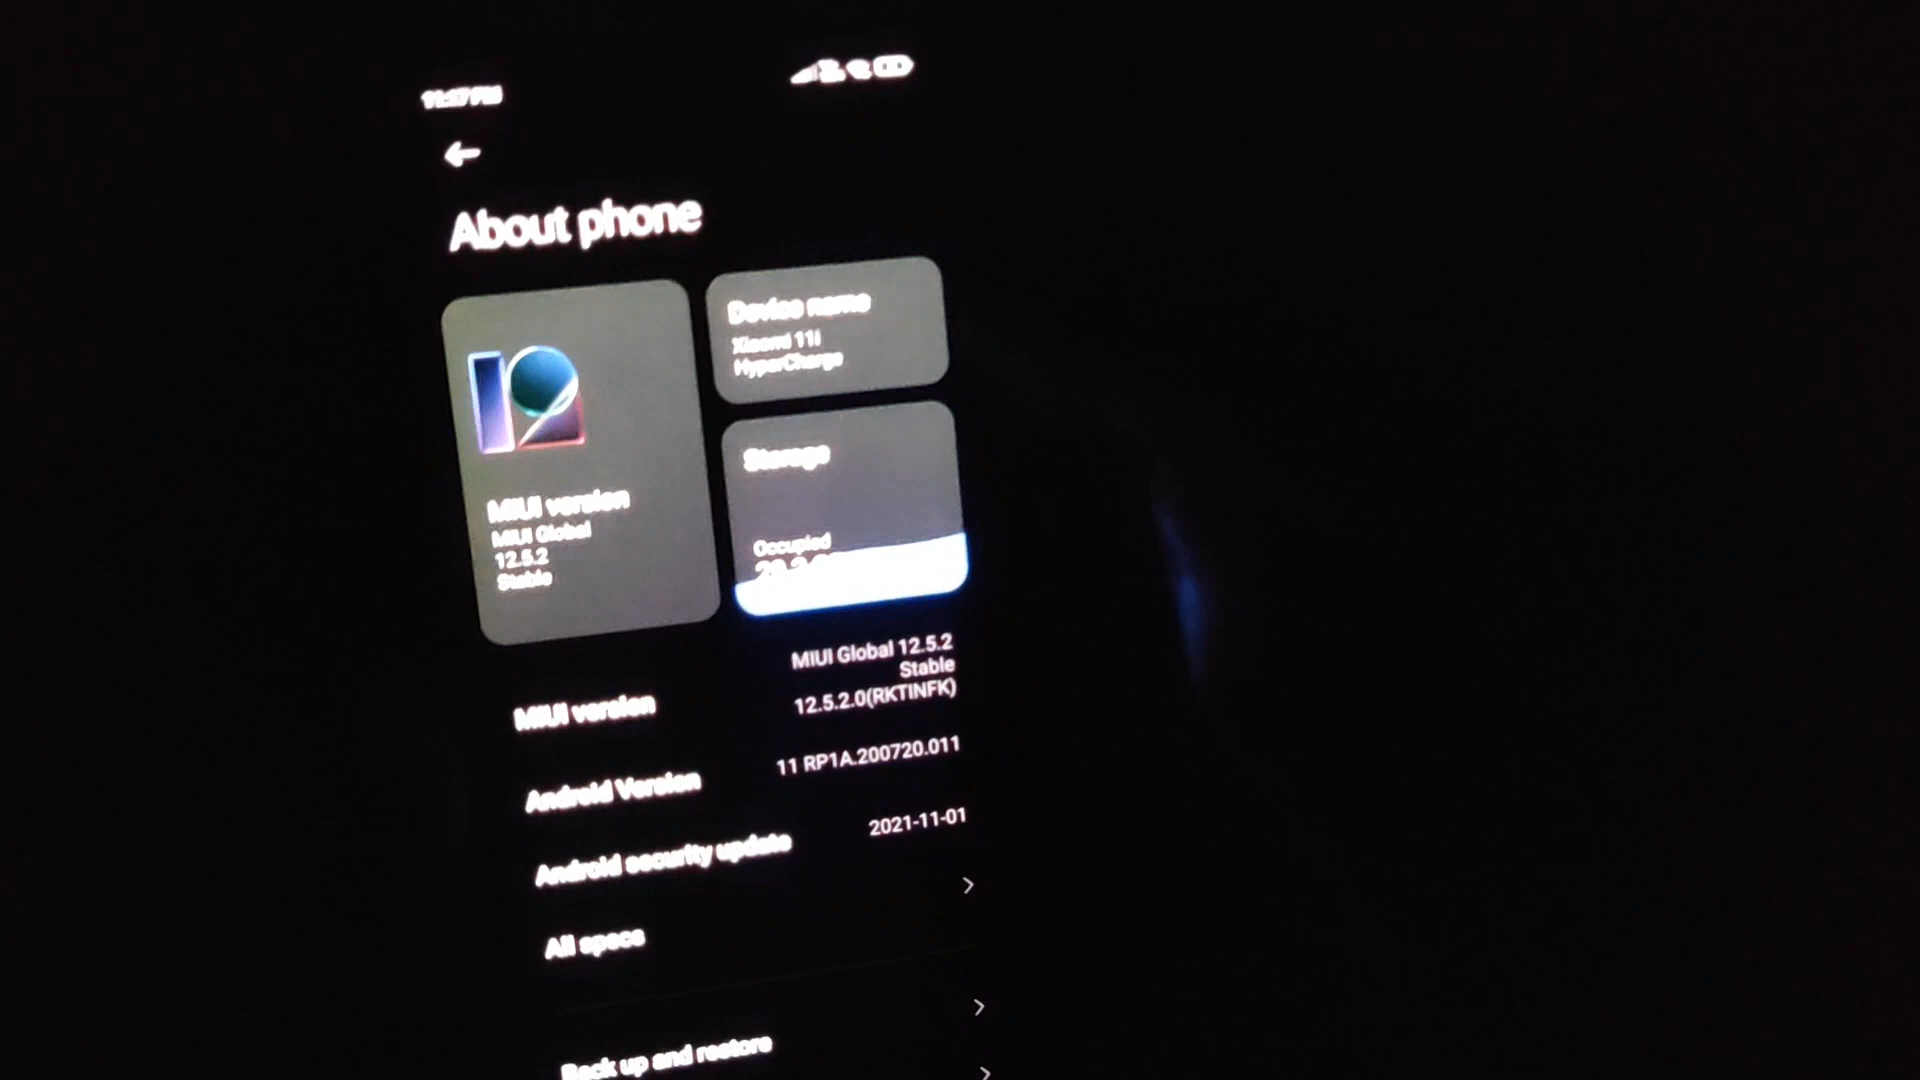 About phone
Device name
Xiaomi 11i
HyperCharge
12
MIUI version
MIUI Global
12.5.2
Stable
Storage
Occupied
MIUI version
MIUI Global 12.5.2
Stable
12.5.2.0(RKTINFK)
Android Version
11 RP1A.200720.011
Android security update
2021-11-01
All specs
Back up and restore